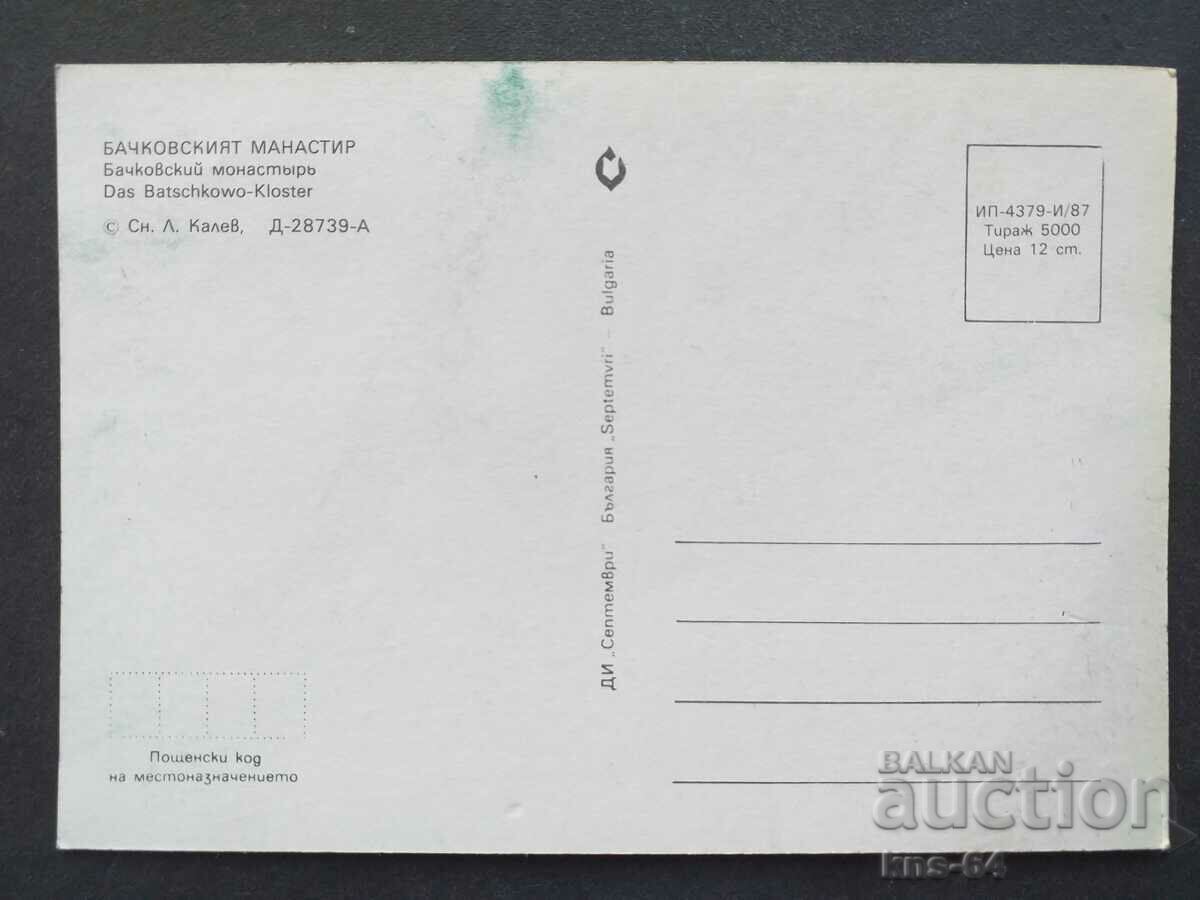 БАЧКОВСКИЯТ МАНАСТИР
Бачковский монастырь
Das Batschkowo-Kloster
© Сн. Л. Калев, Д-28739-А
ИП-4379-И/87
Тираж 5000
Цена 12 ст.
ДИ „Септември" България „Septemvri" – Bulgaria
Пощенски код
на местоназначението
BALKAN
auction
kns-64